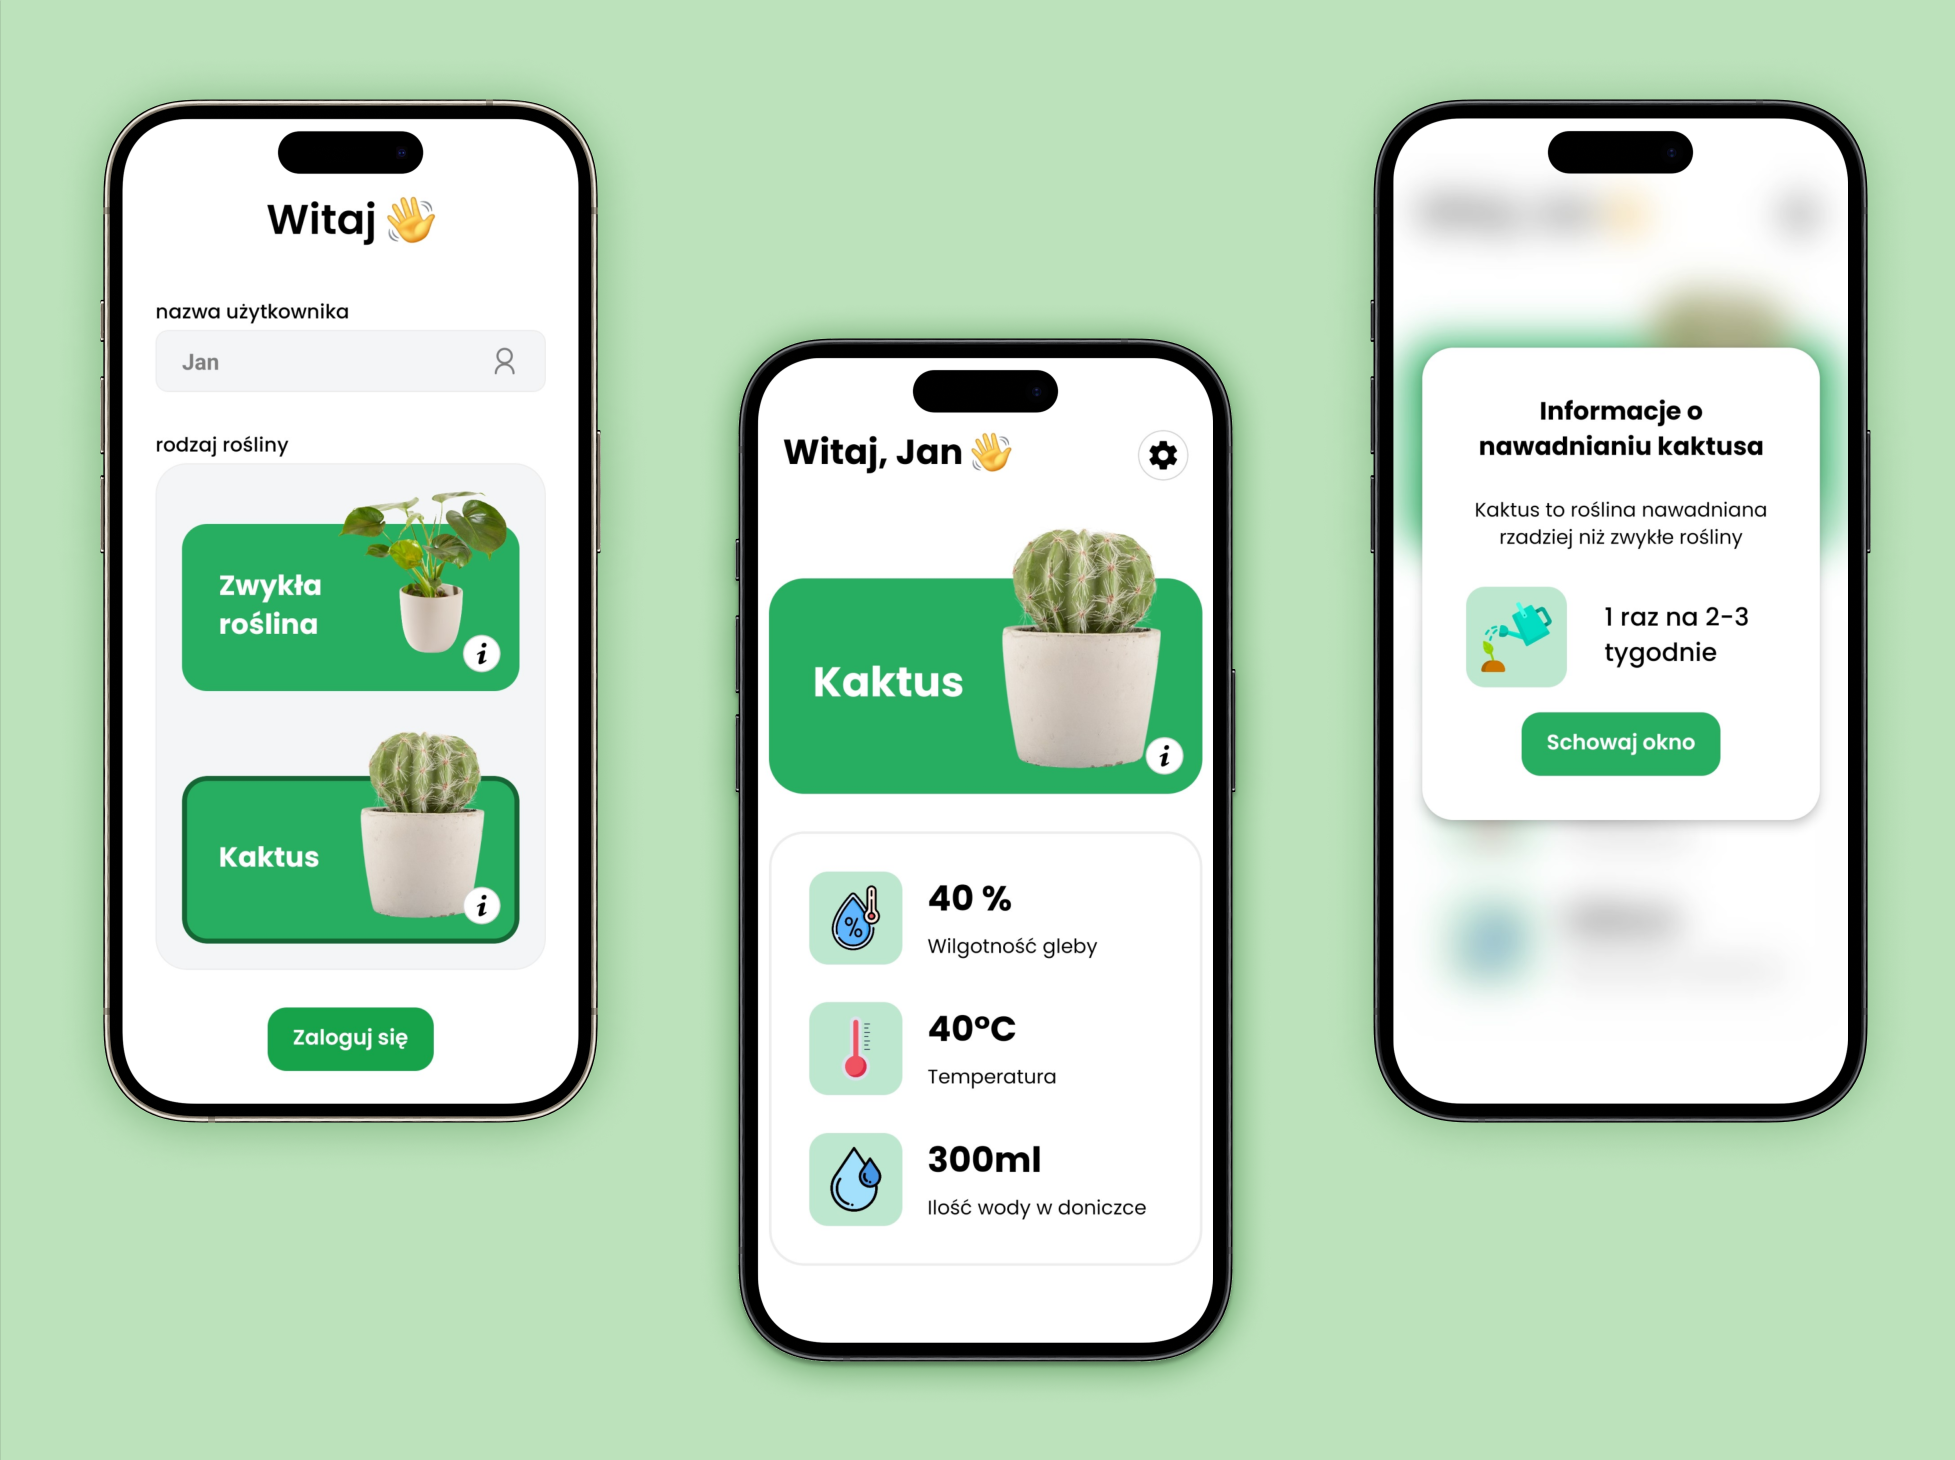 Witaj 👋
nazwa użytkownika
Jan
rodzaj rośliny
Zwykła
roślina
i
Kaktus
i
Zaloguj się
Witaj, Jan 👋
Kaktus
i
%
40 %
Wilgotność gleby
40°C
Temperatura
300ml
Ilość wody w doniczce
Informacje o
nawadnianiu kaktusa
Kaktus to roślina nawadniana
rzadziej niż zwykłe rośliny
1 raz na 2-3
tygodnie
Schowaj okno